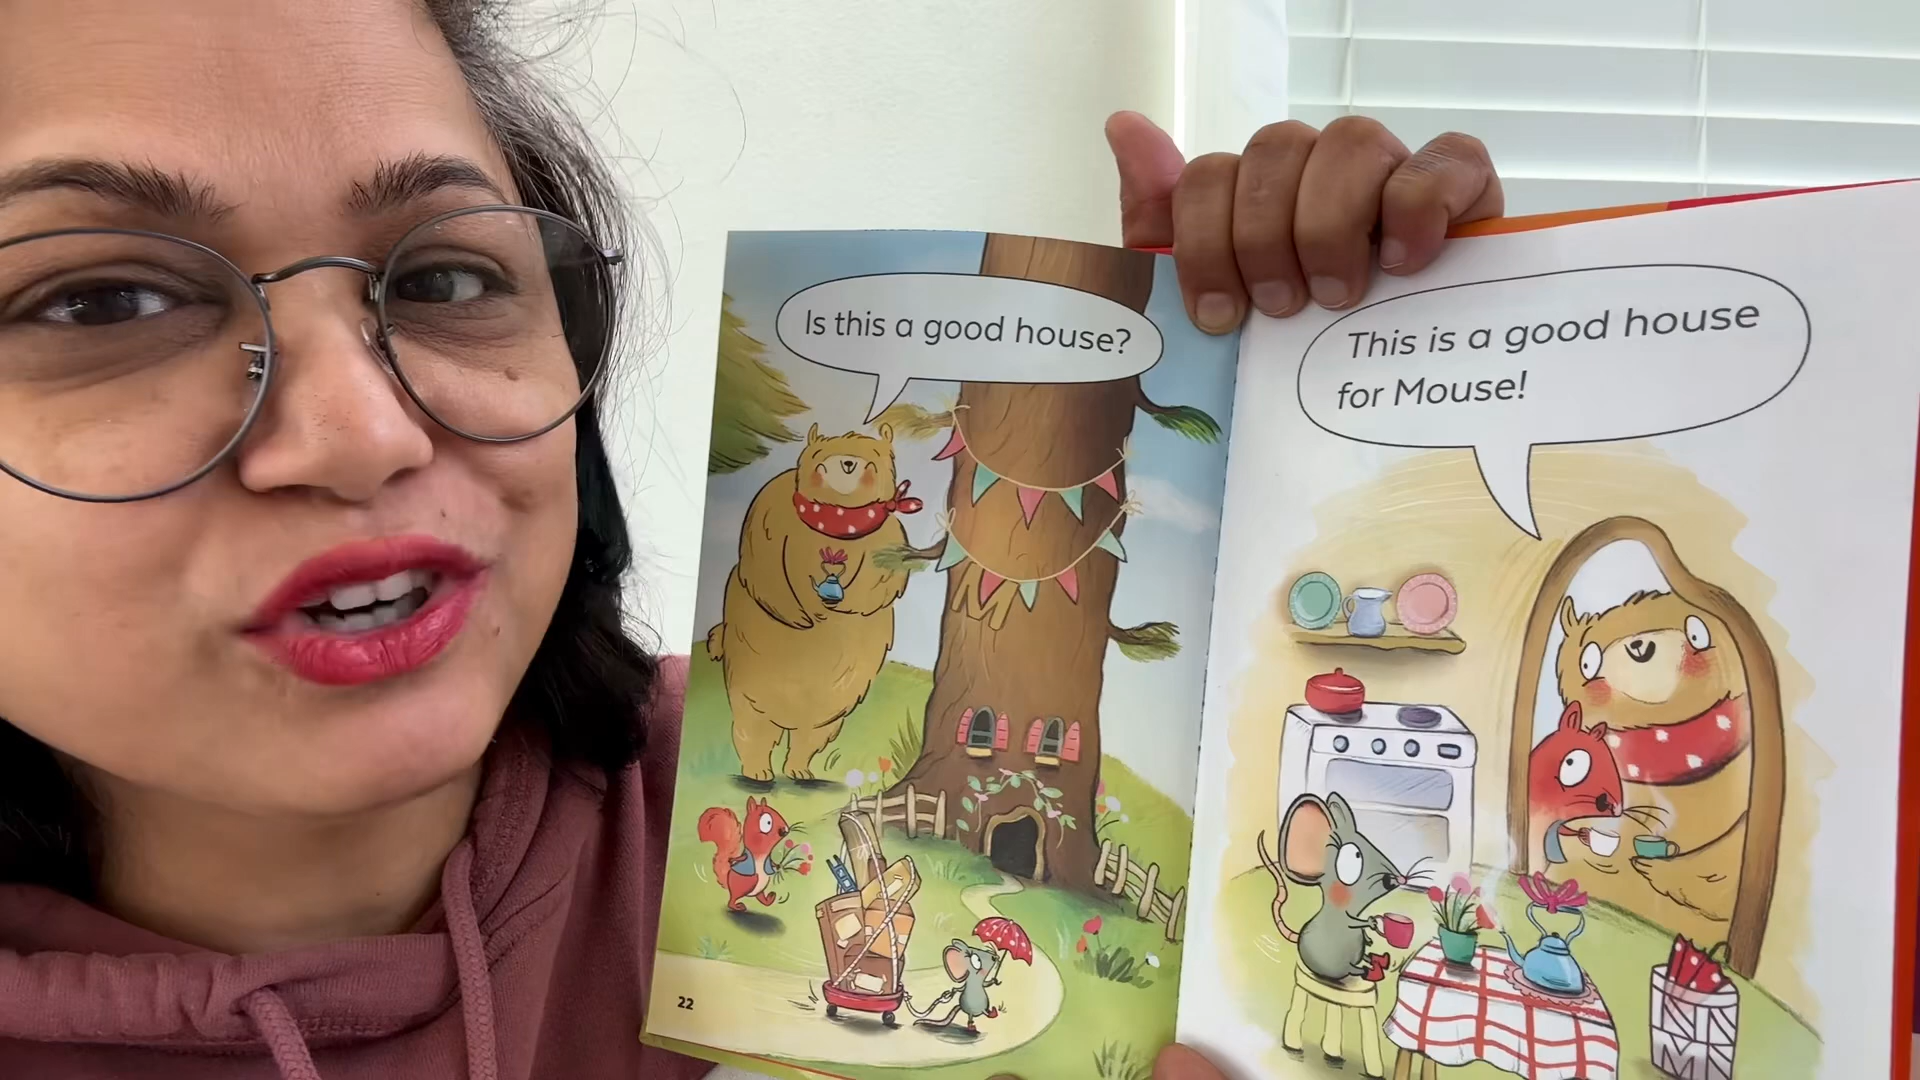 Is this a good house?
M
22
This is a good house
for Mouse!
M